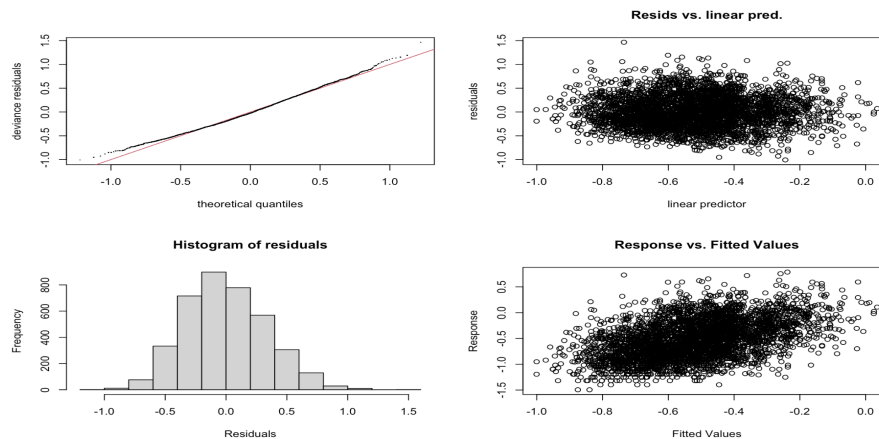 Resids vs. linear pred.
deviance residuals
-1.0 -0.5 0.0 0.5 1.0 1.5
-1.0 -0.5 0.0 0.5 1.0
theoretical quantiles
residuals
-1.0 -0.5 0.0 0.5 1.0 1.5
-1.0 -0.8 -0.6 -0.4 -0.2 0.0
linear predictor
Histogram of residuals
Frequency
0 200 400 600 800
-1.0 -0.5 0.0 0.5 1.0 1.5
Residuals
Response vs. Fitted Values
Response
-1.5 -1.0 -0.5 0.0 0.5
-1.0 -0.8 -0.6 -0.4 -0.2 0.0
Fitted Values